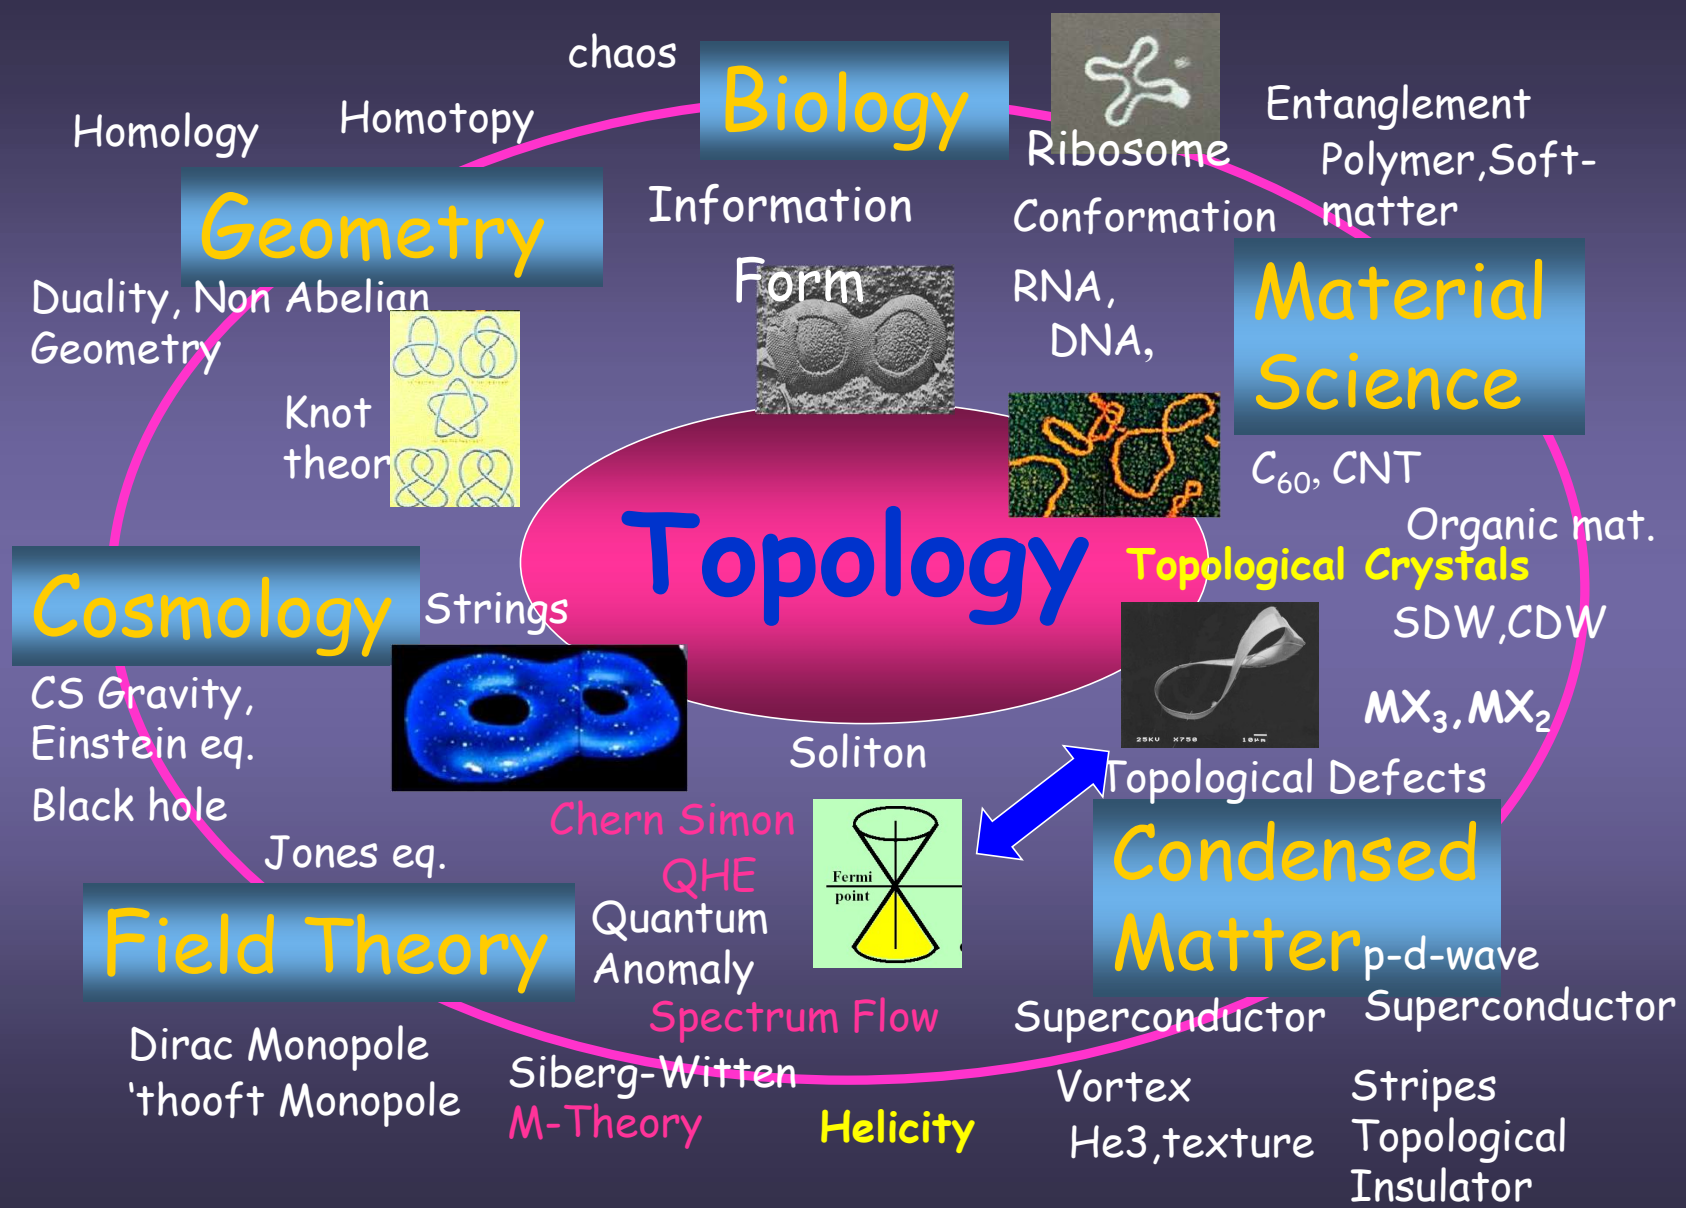 chaos
Biology
Homology
Homotopy
Entanglement
Ribosome
Polymer,Soft-
matter
Geometry
Information
Conformation
Form
RNA,
DNA,
Material
Science
Duality, Non Abelian
Geometry
Knot
theor
C60, CNT
Organic mat.
Topology
Topological Crystals
Cosmology
Strings
SDW,CDW
CS Gravity,
Einstein eq.
MX3,MX2
25KV X750 10µm
Black hole
Soliton
Topological Defects
Jones eq.
Chern Simon
QHE
Fermi
point
Condensed
Matter
Field Theory
Quantum
Anomaly
p-d-wave
Superconductor
Spectrum Flow
Superconductor
Dirac Monopole
‘thooft Monopole
Siberg-Witten
M-Theory
Helicity
Vortex
He3,texture
Stripes
Topological
Insulator